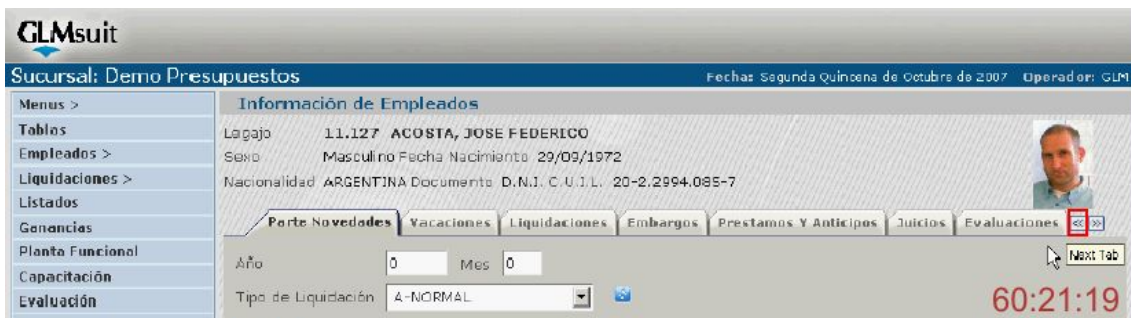 GLMsuit
Sucursal: Demo Presupuestos Fecha: Segunda Quincena de Octubre de 2007 Operador: GLM
Menus >
Tablas
Empleados >
Liquidaciones >
Listados
Ganancias
Planta Funcional
Capacitación
Evaluación
Información de Empleados
Legajo 11.127 ACOSTA, JOSE FEDERICO
Sexo Masculino Fecha Nacimiento 29/09/1972
Nacionalidad ARGENTINA Documento D.N.I. C.U.I.L. 20-2.2994.085-7
Parte Novedades Vacaciones Liquidaciones Embargos Prestamos Y Anticipos Juicios Evaluaciones << >>
Next Tab
Año 0 Mes 0
Tipo de Liquidación A-NORMAL
60:21:19